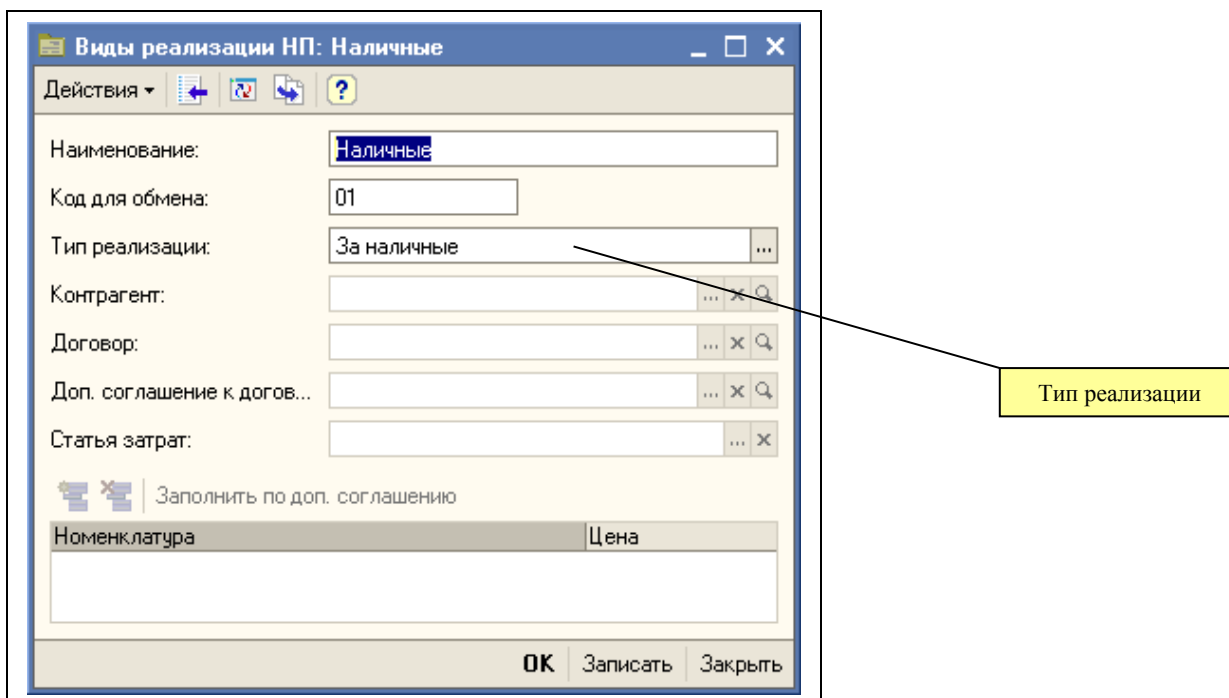 Виды реализации НП: Наличные
Действия
Наименование: Наличные
Код для обмена: 01
Тип реализации: За наличные ...
Контрагент: ...
Договор: ...
Доп. соглашение к догов... ...
Статья затрат: ...
Заполнить по доп. соглашению
Номенклатура Цена
OK Записать Закрыть
Тип реализации